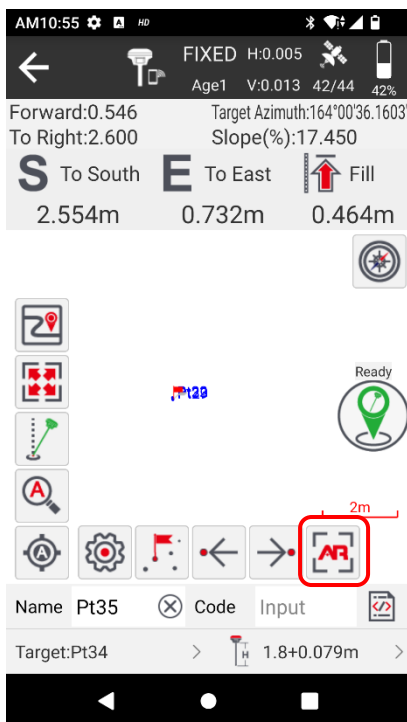 AM10:55 A HD
FIXED H:0.005
Age1 V:0.013 42/44 42%
Forward:0.546 Target Azimuth:164°00'36.1603"
To Right:2.600 Slope(%):17.450
S To South E To East Fill
2.554m 0.732m 0.464m
Ready
A
2m
A AR
Name Pt35 Code Input
Target:Pt34 H 1.8+0.079m